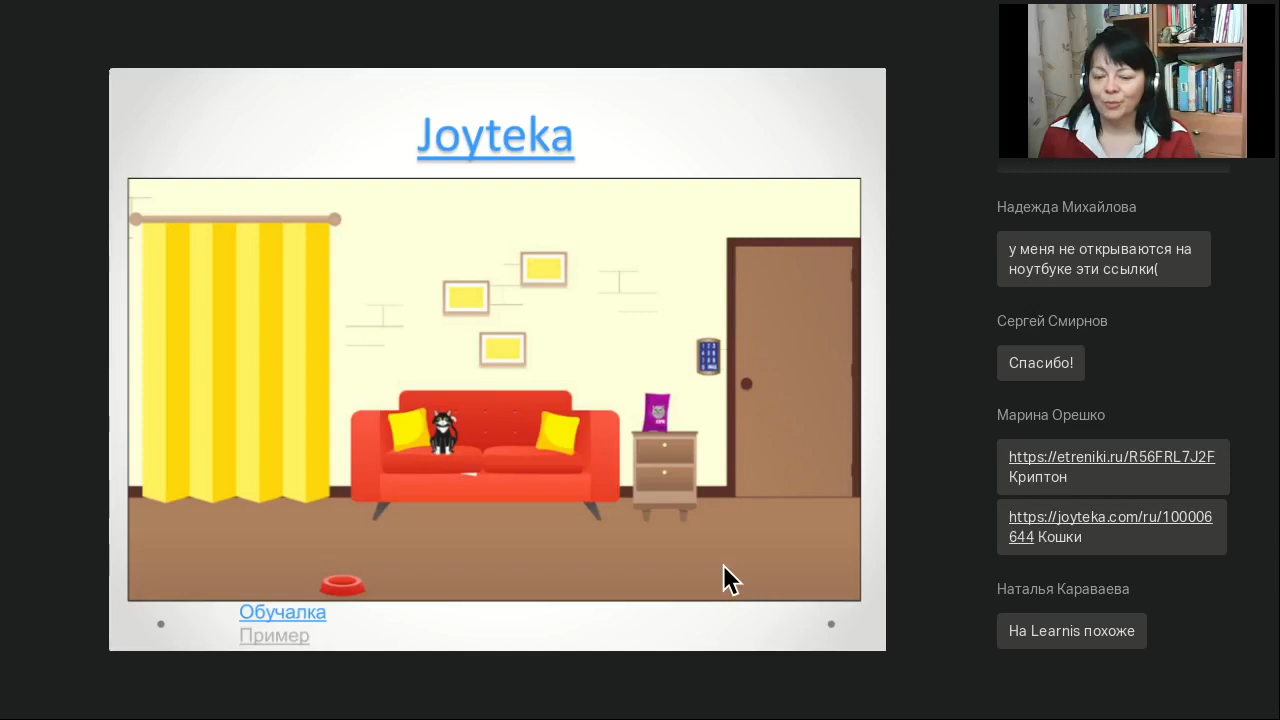 Joyteka
Обучалка
Пример
Надежда Михайлова
у меня не открываются на
ноутбуке эти ссылки(
Сергей Смирнов
Спасибо!
Марина Орешко
https://etreniki.ru/R56FRL7J2F
Криптон
https://joyteka.com/ru/100006
644 Кошки
Наталья Караваева
На Learnis похоже